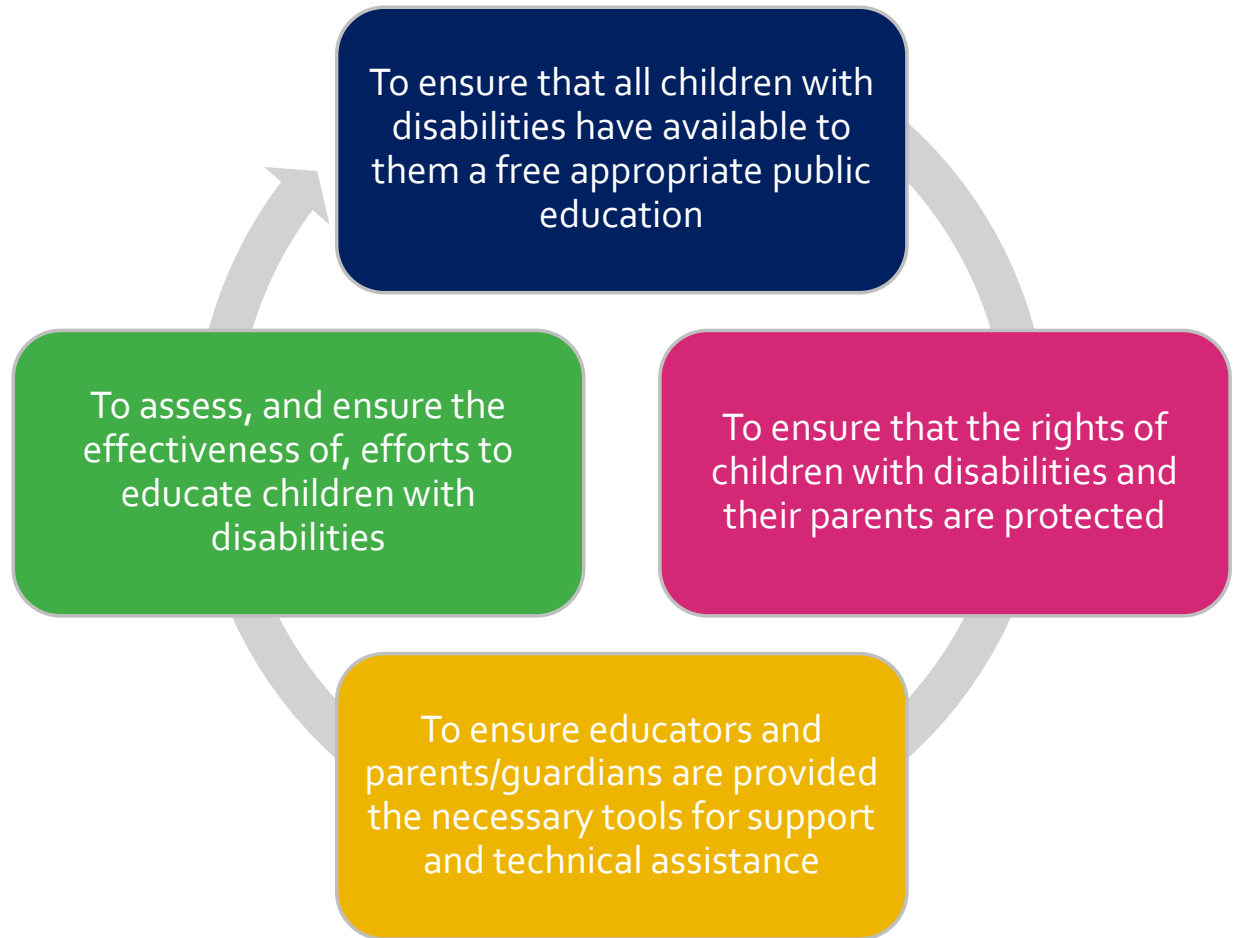 To ensure that all children with
disabilities have available to
them a free appropriate public
education
To ensure that the rights of
children with disabilities and
their parents are protected
To ensure educators and
parents/guardians are provided
the necessary tools for support
and technical assistance
To assess, and ensure the
effectiveness of, efforts to
educate children with
disabilities